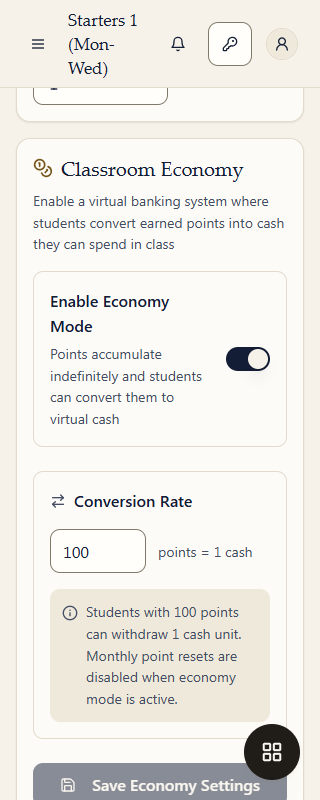 Starters 1
(Mon-
Wed)
Classroom Economy
Enable a virtual banking system where
students convert earned points into cash
they can spend in class
Enable Economy
Mode
Points accumulate
indefinitely and students
can convert them to
virtual cash
Conversion Rate
100
points = 1 cash
Students with 100 points
can withdraw 1 cash unit.
Monthly point resets are
disabled when economy
mode is active.
Save Economy Settings